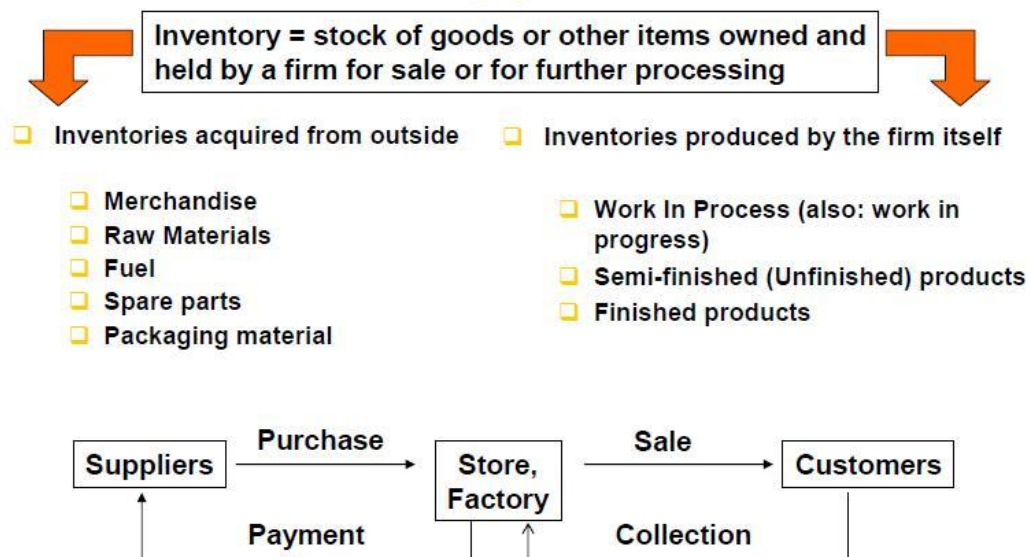 Inventory = stock of goods or other items owned and
held by a firm for sale or for further processing
Inventories acquired from outside
Merchandise
Raw Materials
Fuel
Spare parts
Packaging material
Inventories produced by the firm itself
Work In Process (also: work in
progress)
Semi-finished (Unfinished) products
Finished products
Suppliers
Purchase
Store,
Factory
Sale
Customers
Payment
Collection